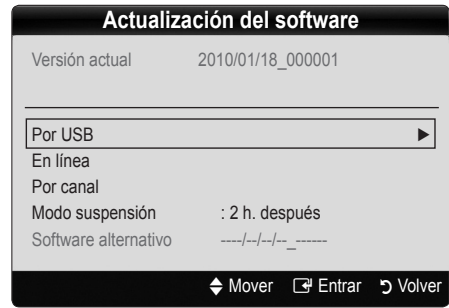 Actualización del software
Versión actual 2010/01/18_000001
Por USB ►
En línea
Por canal
Modo suspensión : 2 h. después
Software alternativo ----/--/--/--_------
Mover Entrar Volver